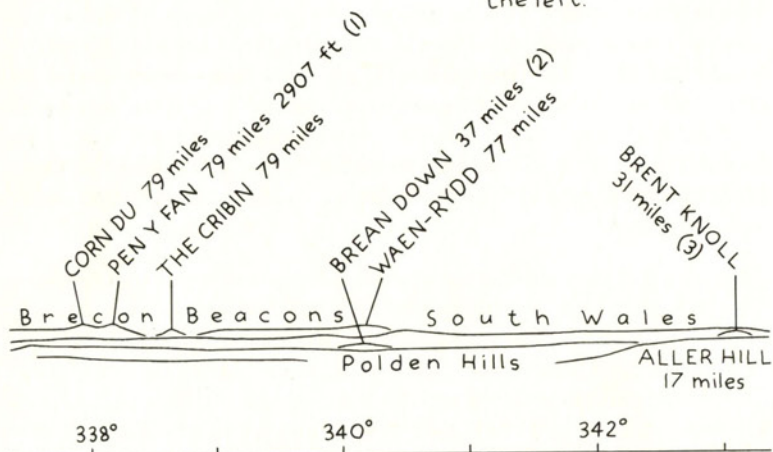 the left.
CORN DU 79 miles
PEN Y FAN 79 miles 2907 ft (1)
THE CRIBIN 79 miles
BREAN DOWN 37 miles (2)
WAEN-RYDD 77 miles
BRENT KNOLL
31 miles (3)
Brecon Beacons South Wales
Polden Hills
ALLER HILL
17 miles
338° 340° 342°